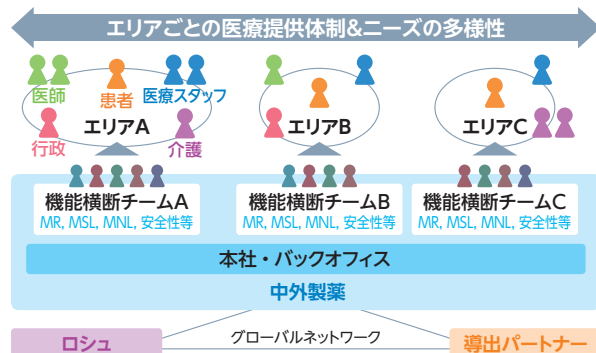 エリアごとの医療提供体制&ニーズの多様性
医師
患者
医療スタッフ
行政
エリアA
介護
エリアB
エリアC
機能横断チームA
MR, MSL, MNL, 安全性等
機能横断チームB
MR, MSL, MNL, 安全性等
機能横断チームC
MR, MSL, MNL, 安全性等
本社・バックオフィス
中外製薬
グローバルネットワーク
ロシュ
導出パートナー